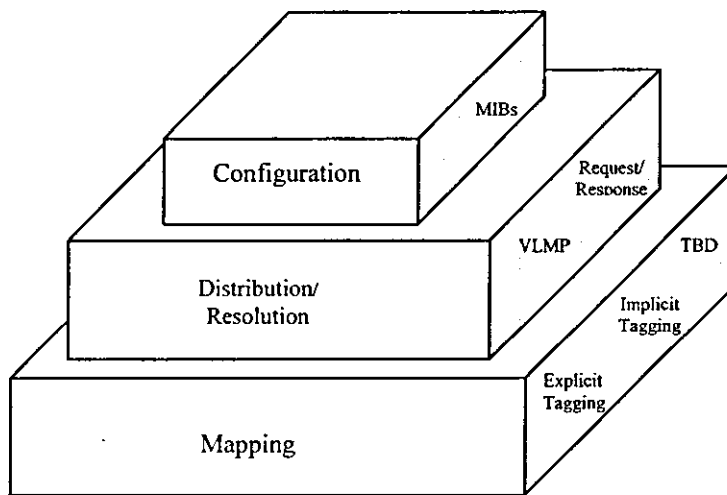 MIBs
Configuration
Request/
Response
VLMP
TBD
Distribution/
Resolution
Implicit
Tagging
Explicit
Tagging
Mapping